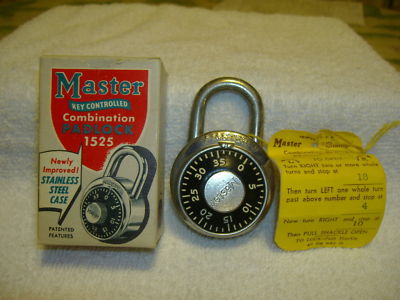 Master
KEY CONTROLLED
Combination
PADLOCK
1525
Newly
Improved!
STAINLESS
STEEL
CASE
PATENTED
FEATURES
0
5
10
15
20
25
30
35
Master
Turn RIGHT two or more whole
turns and stop at
18
Then turn LEFT one whole turn
past above number and stop at
4
Now turn RIGHT and stop at
10
Then PULL SHACKLE OPEN